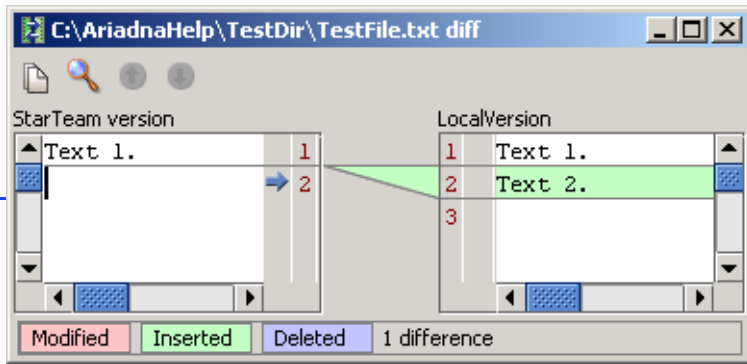 C:\AriadnaHelp\TestDir\TestFile.txt diff
StarTeam version
LocalVersion
Text 1. 1
2
1 Text 1.
2 Text 2.
3
Modified Inserted Deleted 1 difference